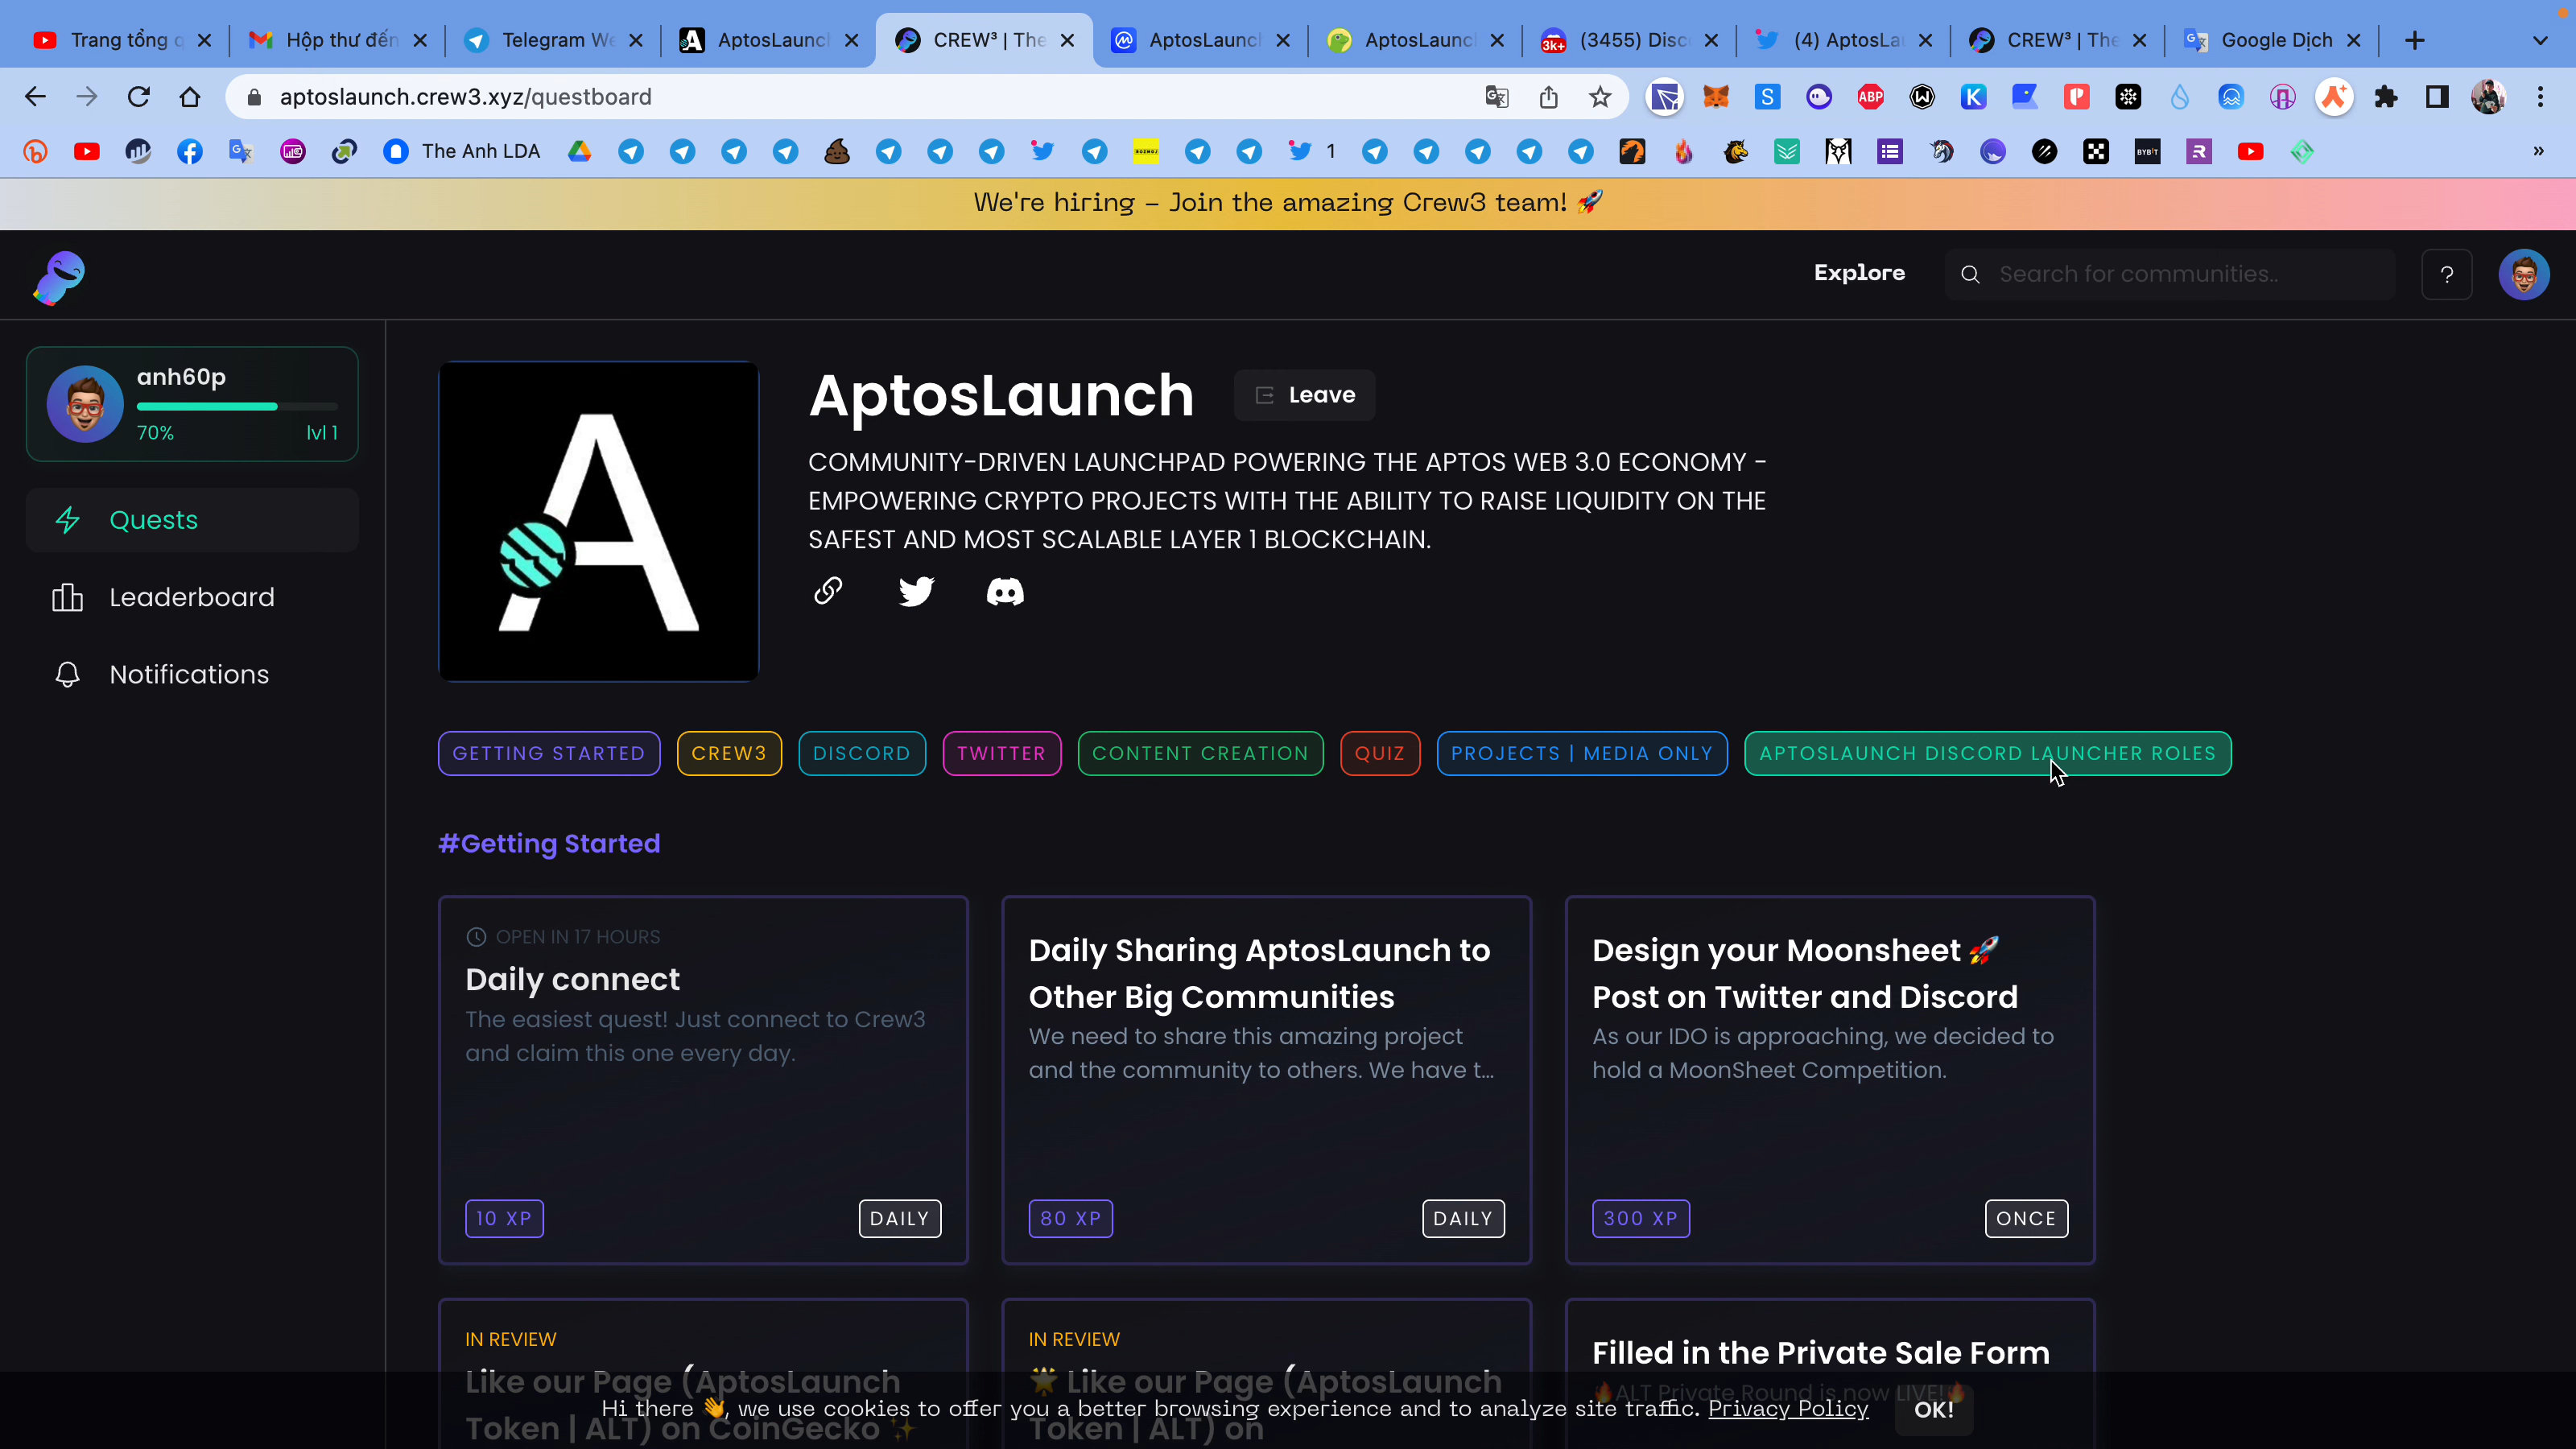 Trang tổng q
Hộp thư đến
Telegram We
AptosLaunch
CREW³ | The
AptosLaunch
AptosLaunch
(3455) Disc
(4) AptosLau
CREW³ | The
Google Dịch
aptoslaunch.crew3.xyz/questboard
The Anh LDA
1
We're hiring – Join the amazing Crew3 team! 🚀
Explore
Search for communities..
?
anh60p
70%
lvl 1
Quests
Leaderboard
Notifications
AptosLaunch
Leave
COMMUNITY-DRIVEN LAUNCHPAD POWERING THE APTOS WEB 3.0 ECONOMY -
EMPOWERING CRYPTO PROJECTS WITH THE ABILITY TO RAISE LIQUIDITY ON THE
SAFEST AND MOST SCALABLE LAYER 1 BLOCKCHAIN.
GETTING STARTED
CREW3
DISCORD
TWITTER
CONTENT CREATION
QUIZ
PROJECTS | MEDIA ONLY
APTOSLAUNCH DISCORD LAUNCHER ROLES
#Getting Started
OPEN IN 17 HOURS
Daily connect
The easiest quest! Just connect to Crew3
and claim this one every day.
10 XP
DAILY
Daily Sharing AptosLaunch to
Other Big Communities
We need to share this amazing project
and the community to others. We have t...
80 XP
DAILY
Design your Moonsheet 🚀
Post on Twitter and Discord
As our IDO is approaching, we decided to
hold a MoonSheet Competition.
300 XP
ONCE
IN REVIEW
Like our Page (AptosLaunch
Token | ALT) on CoinGecko ✨
IN REVIEW
🌟 Like our Page (AptosLaunch
Token | ALT) on
Filled in the Private Sale Form
🔥ALT Private Round is now LIVE!🔥
Hi there 👋, we use cookies to offer you a better browsing experience and to analyze site traffic. Privacy Policy
OK!